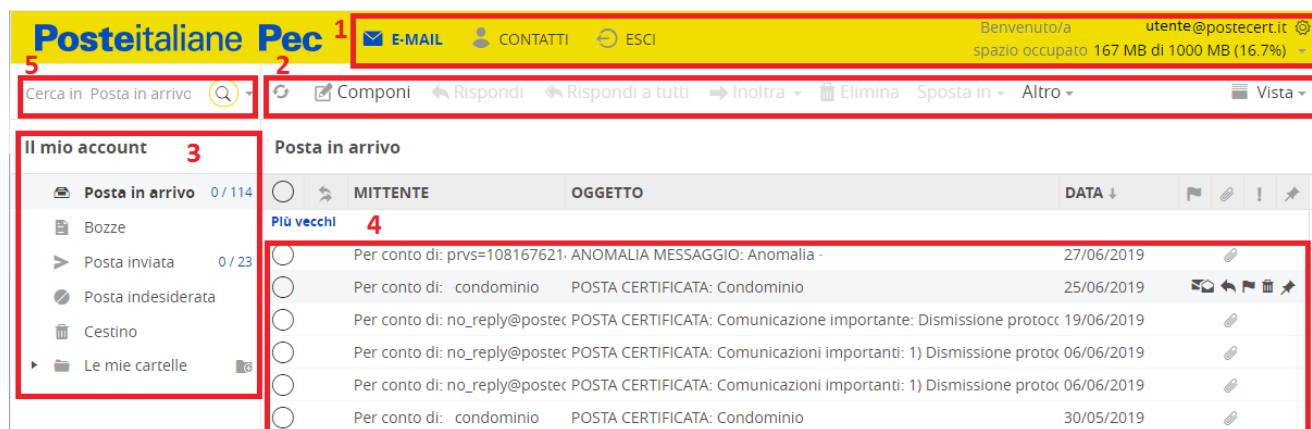 Posteitaliane Pec 1 E-MAIL CONTATTI ESCI Benvenuto/a utente@postecert.it
spazio occupato 167 MB di 1000 MB (16.7%)
5 2
Cerca in Posta in arrivo Componi Rispondi Rispondi a tutti Inoltra Elimina Sposta in Altro Vista
Il mio account 3 Posta in arrivo
Posta in arrivo 0 / 114 MITTENTE OGGETTO DATA ↓
Più vecchi 4
Bozze
Per conto di: prvs=108167621 ANOMALIA MESSAGGIO: Anomalia - 27/06/2019
Posta inviata 0 / 23
Per conto di: condominio POSTA CERTIFICATA: Condominio 25/06/2019
Posta indesiderata
Per conto di: no_reply@postec POSTA CERTIFICATA: Comunicazione importante: Dismissione protoco 19/06/2019
Cestino
Per conto di: no_reply@postec POSTA CERTIFICATA: Comunicazioni importanti: 1) Dismissione protoc 06/06/2019
Le mie cartelle
Per conto di: no_reply@postec POSTA CERTIFICATA: Comunicazioni importanti: 1) Dismissione protoc 06/06/2019
Per conto di: condominio POSTA CERTIFICATA: Condominio 30/05/2019